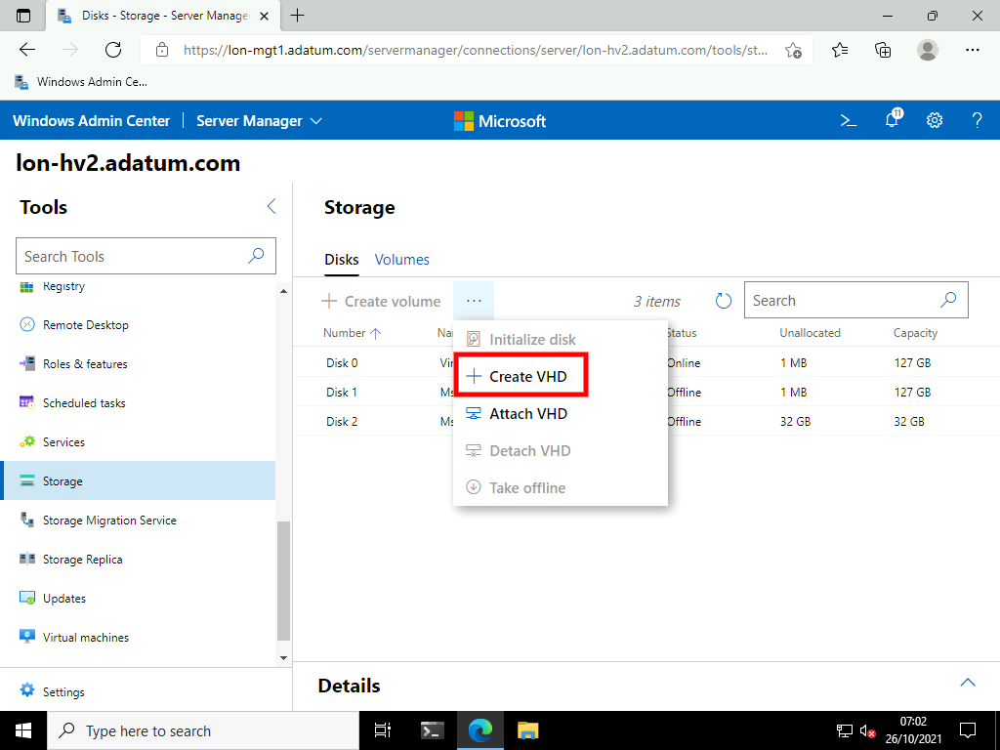 Disks - Storage - Server Manage
https://lon-mgt1.adatum.com/servermanager/connections/server/lon-hv2.adatum.com/tools/st...
Windows Admin Ce...
Windows Admin Center
Server Manager
Microsoft
11
lon-hv2.adatum.com
Tools
Search Tools
Registry
Remote Desktop
Roles & features
Scheduled tasks
Services
Storage
Storage Migration Service
Storage Replica
Updates
Virtual machines
Settings
Storage
Disks Volumes
Create volume ... 3 items Search
Number Na Status Unallocated Capacity
Disk 0 Vir Online 1 MB 127 GB
Disk 1 Ms Offline 1 MB 127 GB
Disk 2 Ms Offline 32 GB 32 GB
Initialize disk
Create VHD
Attach VHD
Detach VHD
Take offline
Details
Type here to search
07:02
26/10/2021